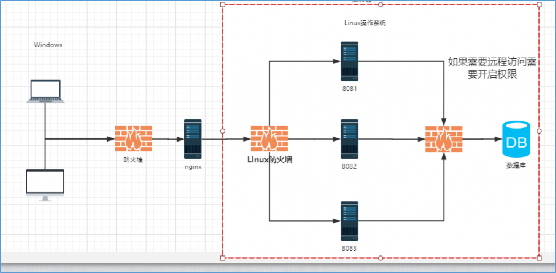 Linux操作系统
Windows
如果需要远程访问需
要开启权限
8081
防火墙
nginx
Linux防火墙
8082
DB
数据库
8083